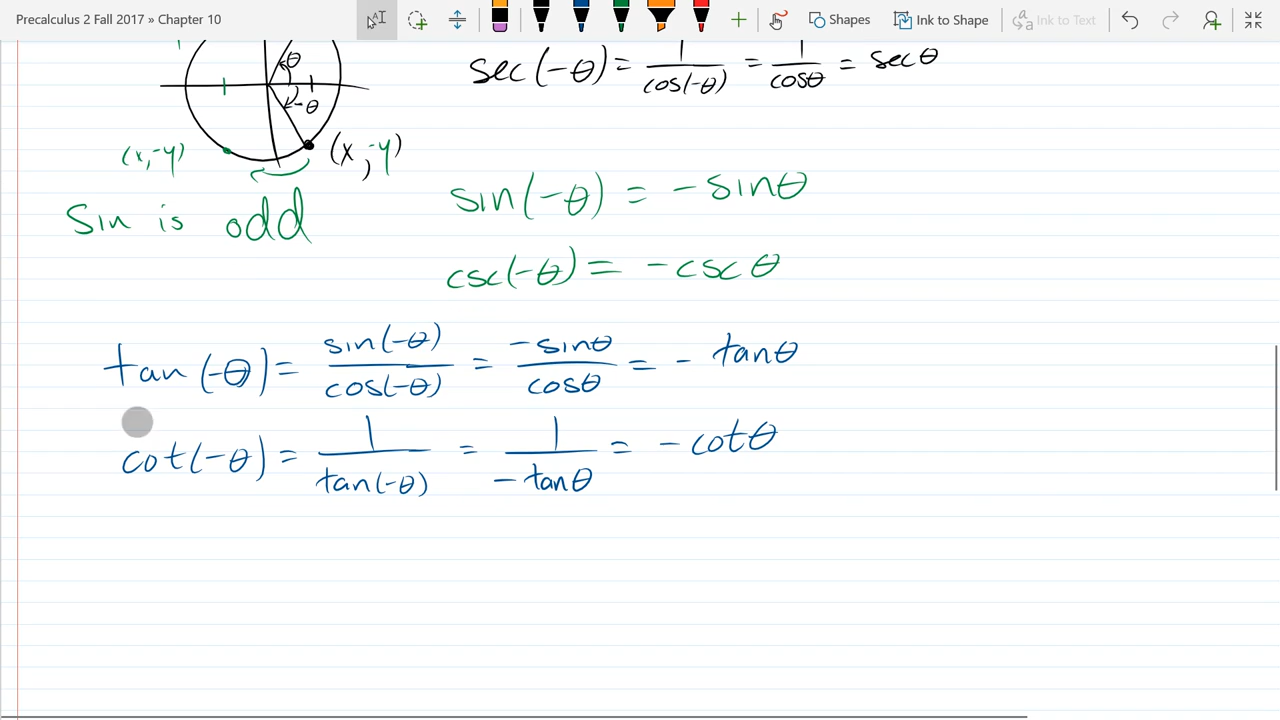 Precalculus 2 Fall 2017 » Chapter 10
Shapes
Ink to Shape
Ink to Text
θ
-θ
(x,-y)
(x,-y)
sec(-θ) = 1/cos(-θ) = 1/cosθ = secθ
Sin is odd
sin(-θ) = -sinθ
csc(-θ) = -cscθ
tan(-θ) = sin(-θ)/cos(-θ) = -sinθ/cosθ = - tanθ
cot(-θ) = 1/tan(-θ) = 1/-tanθ = -cotθ